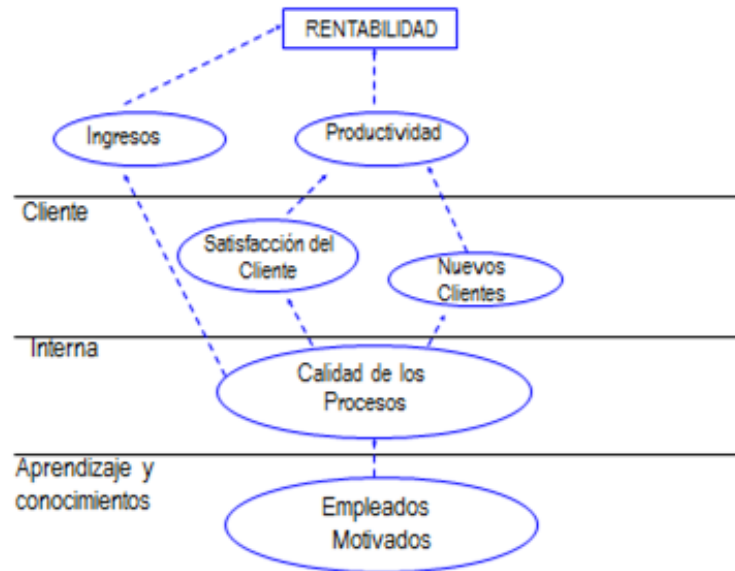 RENTABILIDAD
Ingresos
Productividad
Cliente
Satisfacción del
Cliente
Nuevos
Clientes
Interna
Calidad de los
Procesos
Aprendizaje y
conocimientos
Empleados
Motivados